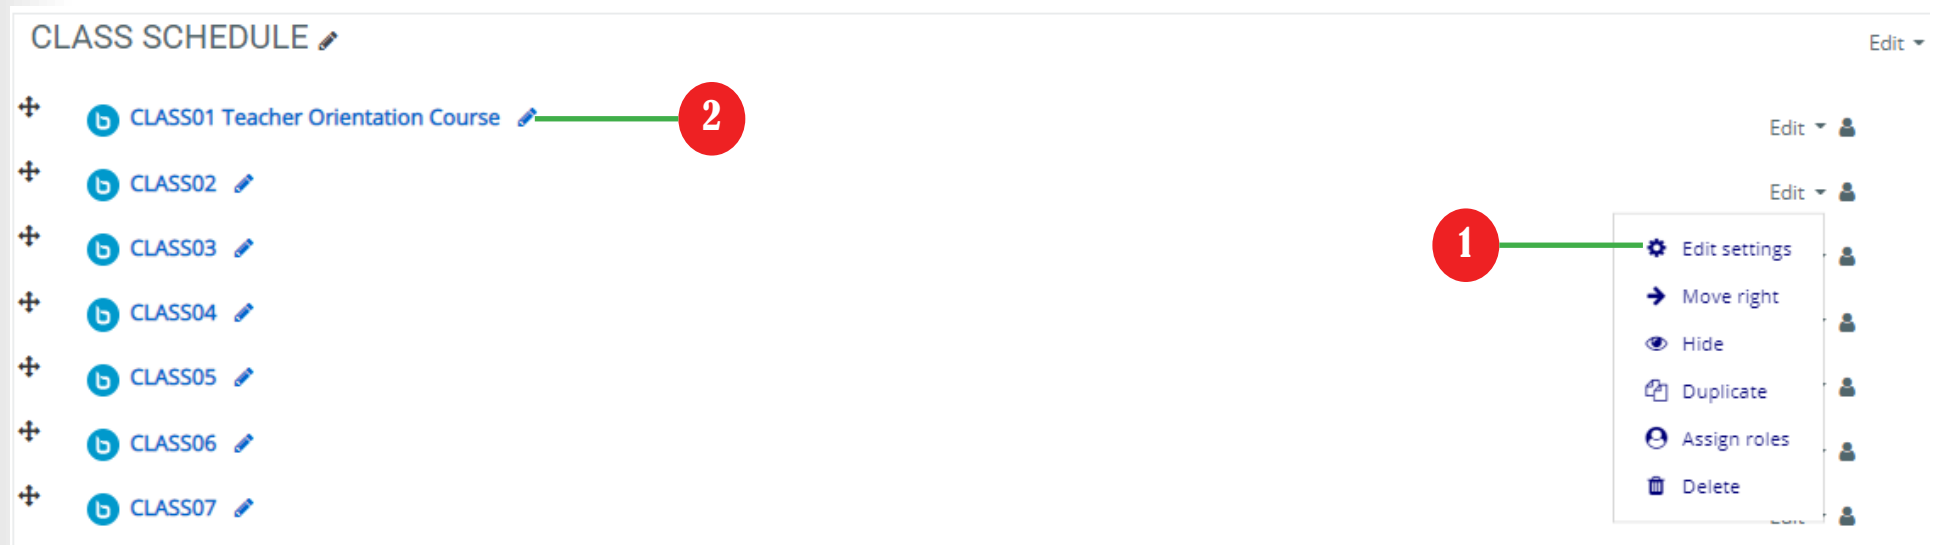 CLASS SCHEDULE
Edit
CLASS01 Teacher Orientation Course
2
Edit
CLASS02
Edit
CLASS03
1
Edit settings
Move right
CLASS04
Hide
CLASS05
Duplicate
CLASS06
Assign roles
Delete
CLASS07
Edit